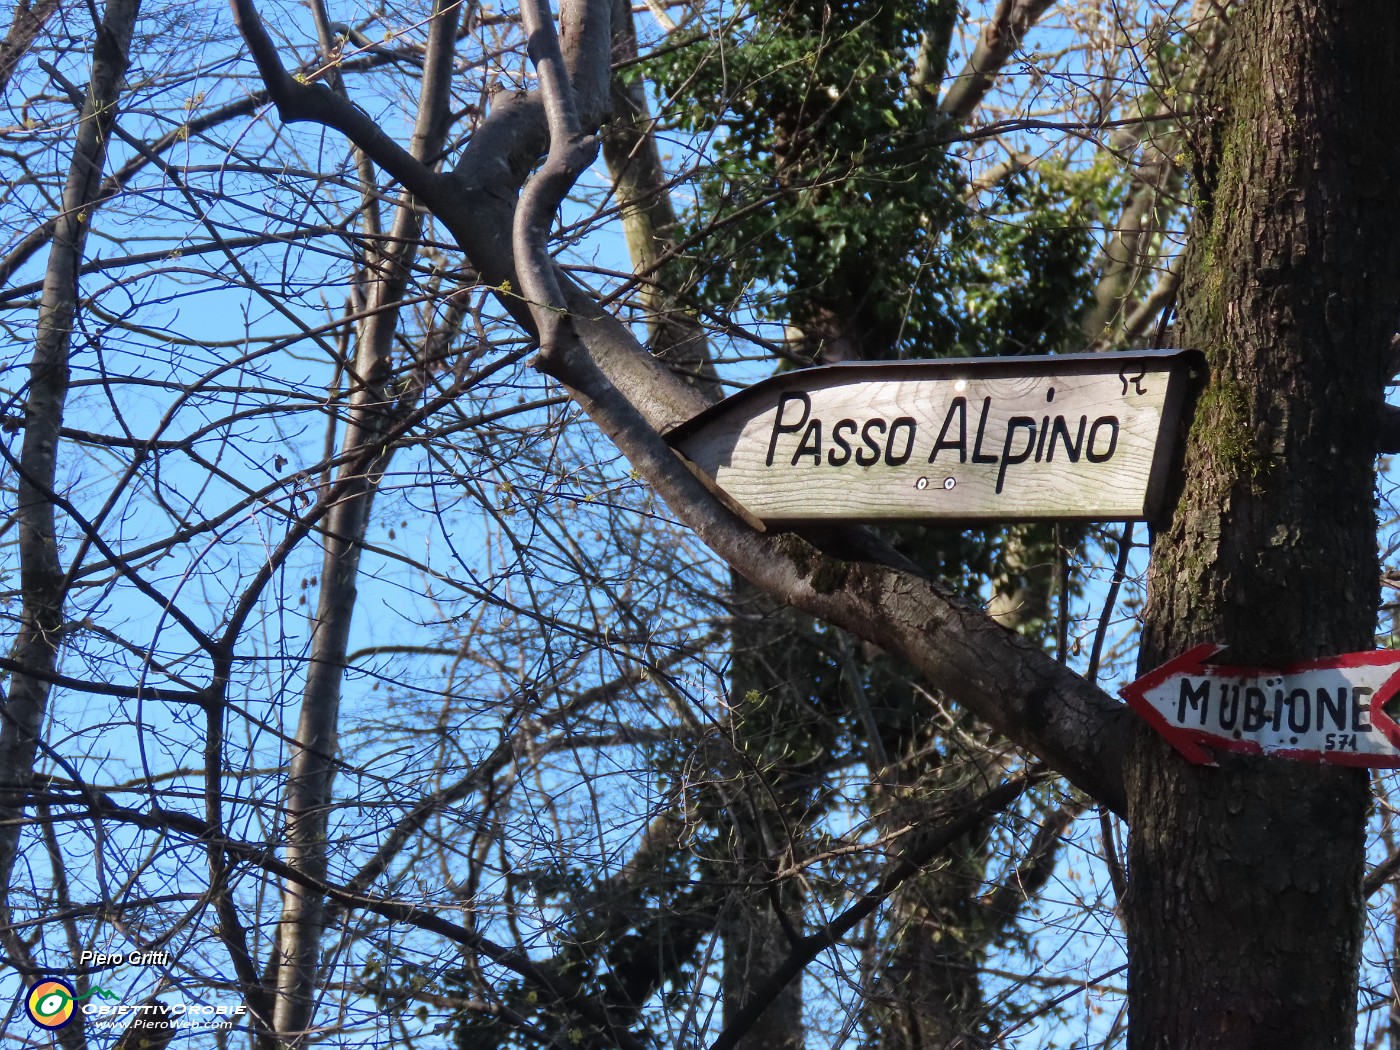 PASSO ALpiNO
MUBiONE
571
Piero Gritti
OBIETTIVOROBIE
www.PieroWeb.com